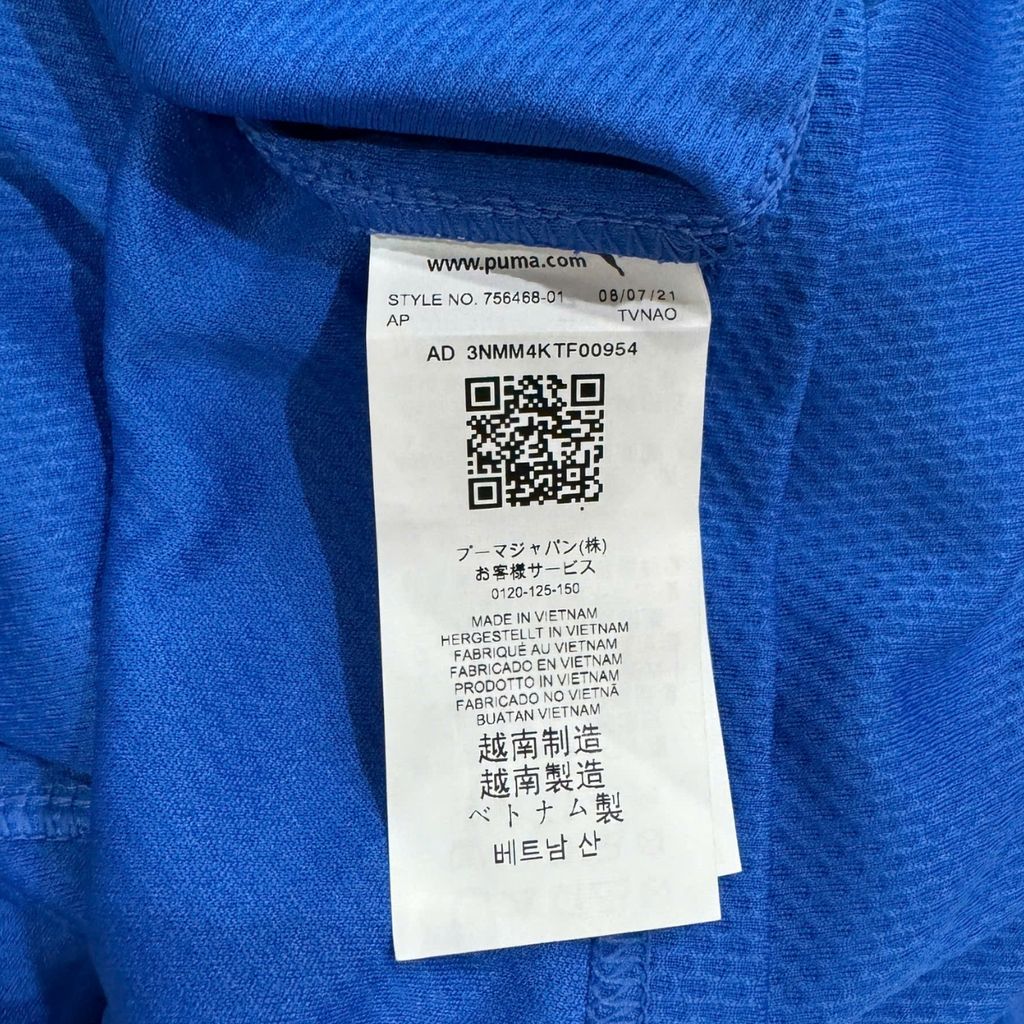 www.puma.com
STYLE NO. 756468-01 08/07/21
AP TVNAO
AD 3NMM4KTF00954
プーマジャパン(株)
お客様サービス
0120-125-150
MADE IN VIETNAM
HERGESTELLT IN VIETNAM
FABRIQUÉ AU VIETNAM
FABRICADO EN VIETNAM
PRODOTTO IN VIETNAM
FABRICADO NO VIETNÃ
BUATAN VIETNAM
越南制造
越南製造
ベトナム製
베트남 산